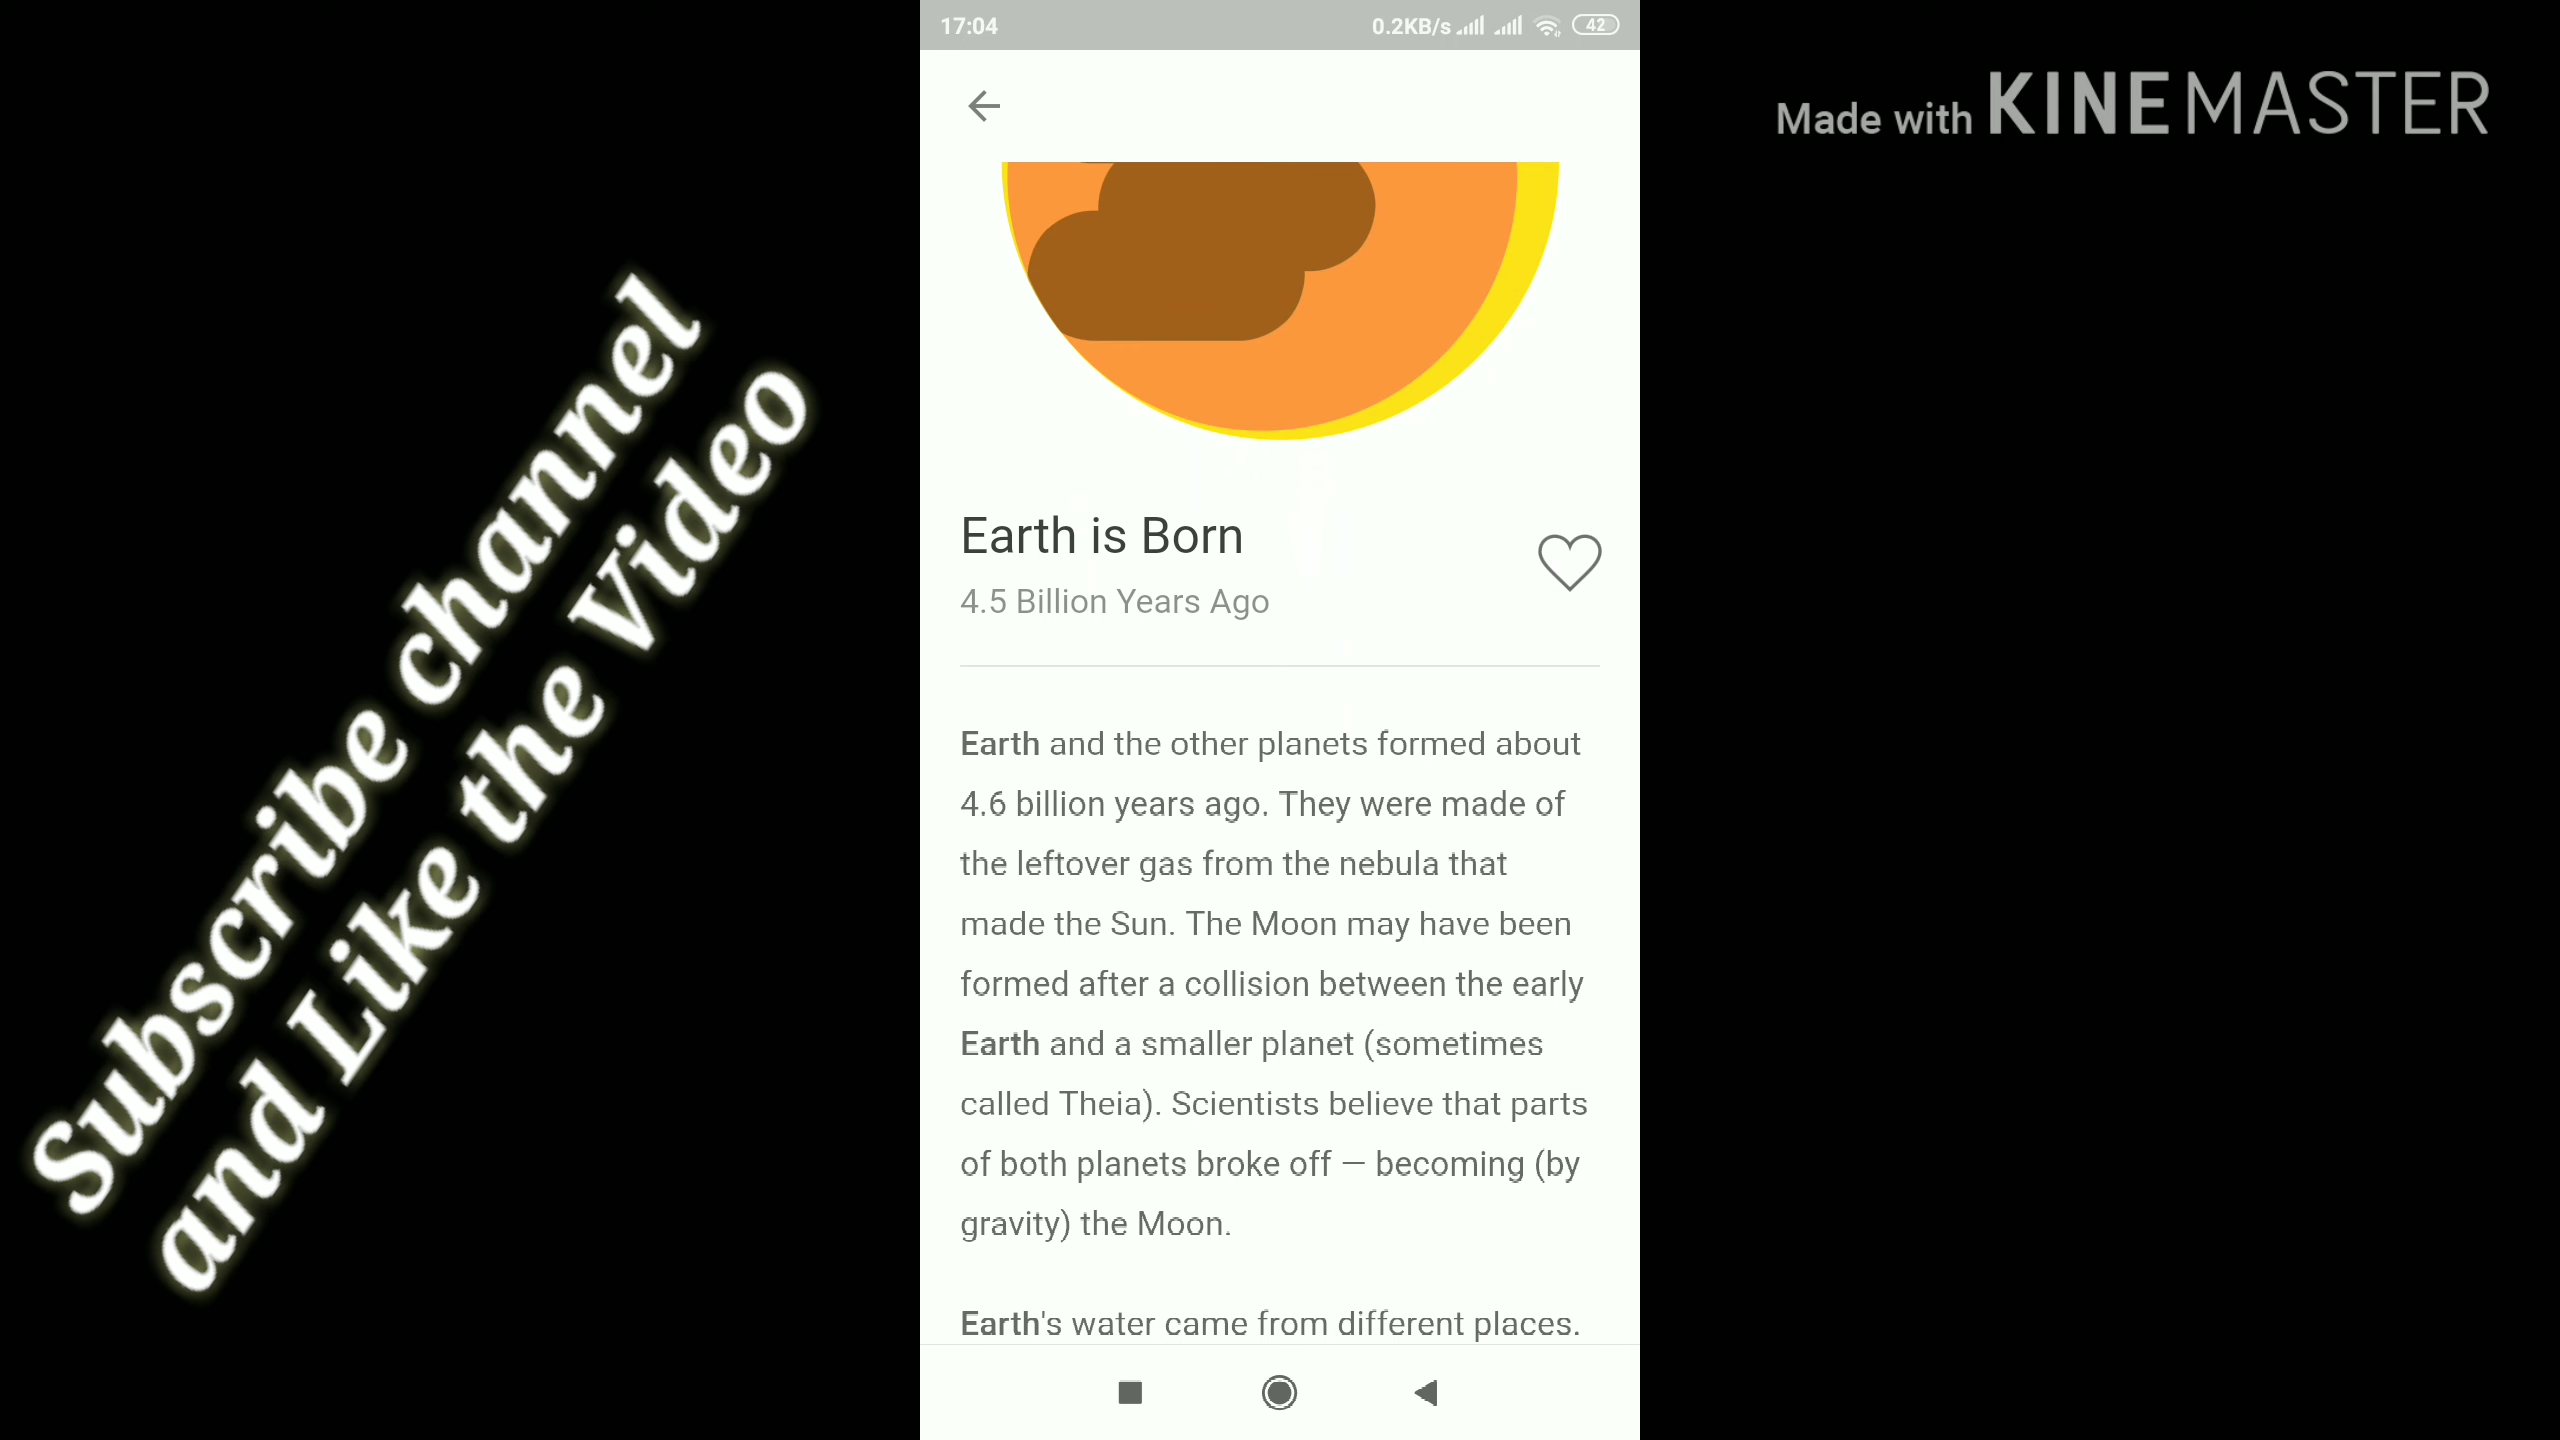 17:04
0.2KB/s
42
Made with KINEMASTER
Subscribe channel
and Like the Video
Earth is Born
4.5 Billion Years Ago
Earth and the other planets formed about
4.6 billion years ago. They were made of
the leftover gas from the nebula that
made the Sun. The Moon may have been
formed after a collision between the early
Earth and a smaller planet (sometimes
called Theia). Scientists believe that parts
of both planets broke off — becoming (by
gravity) the Moon.
Earth's water came from different places.